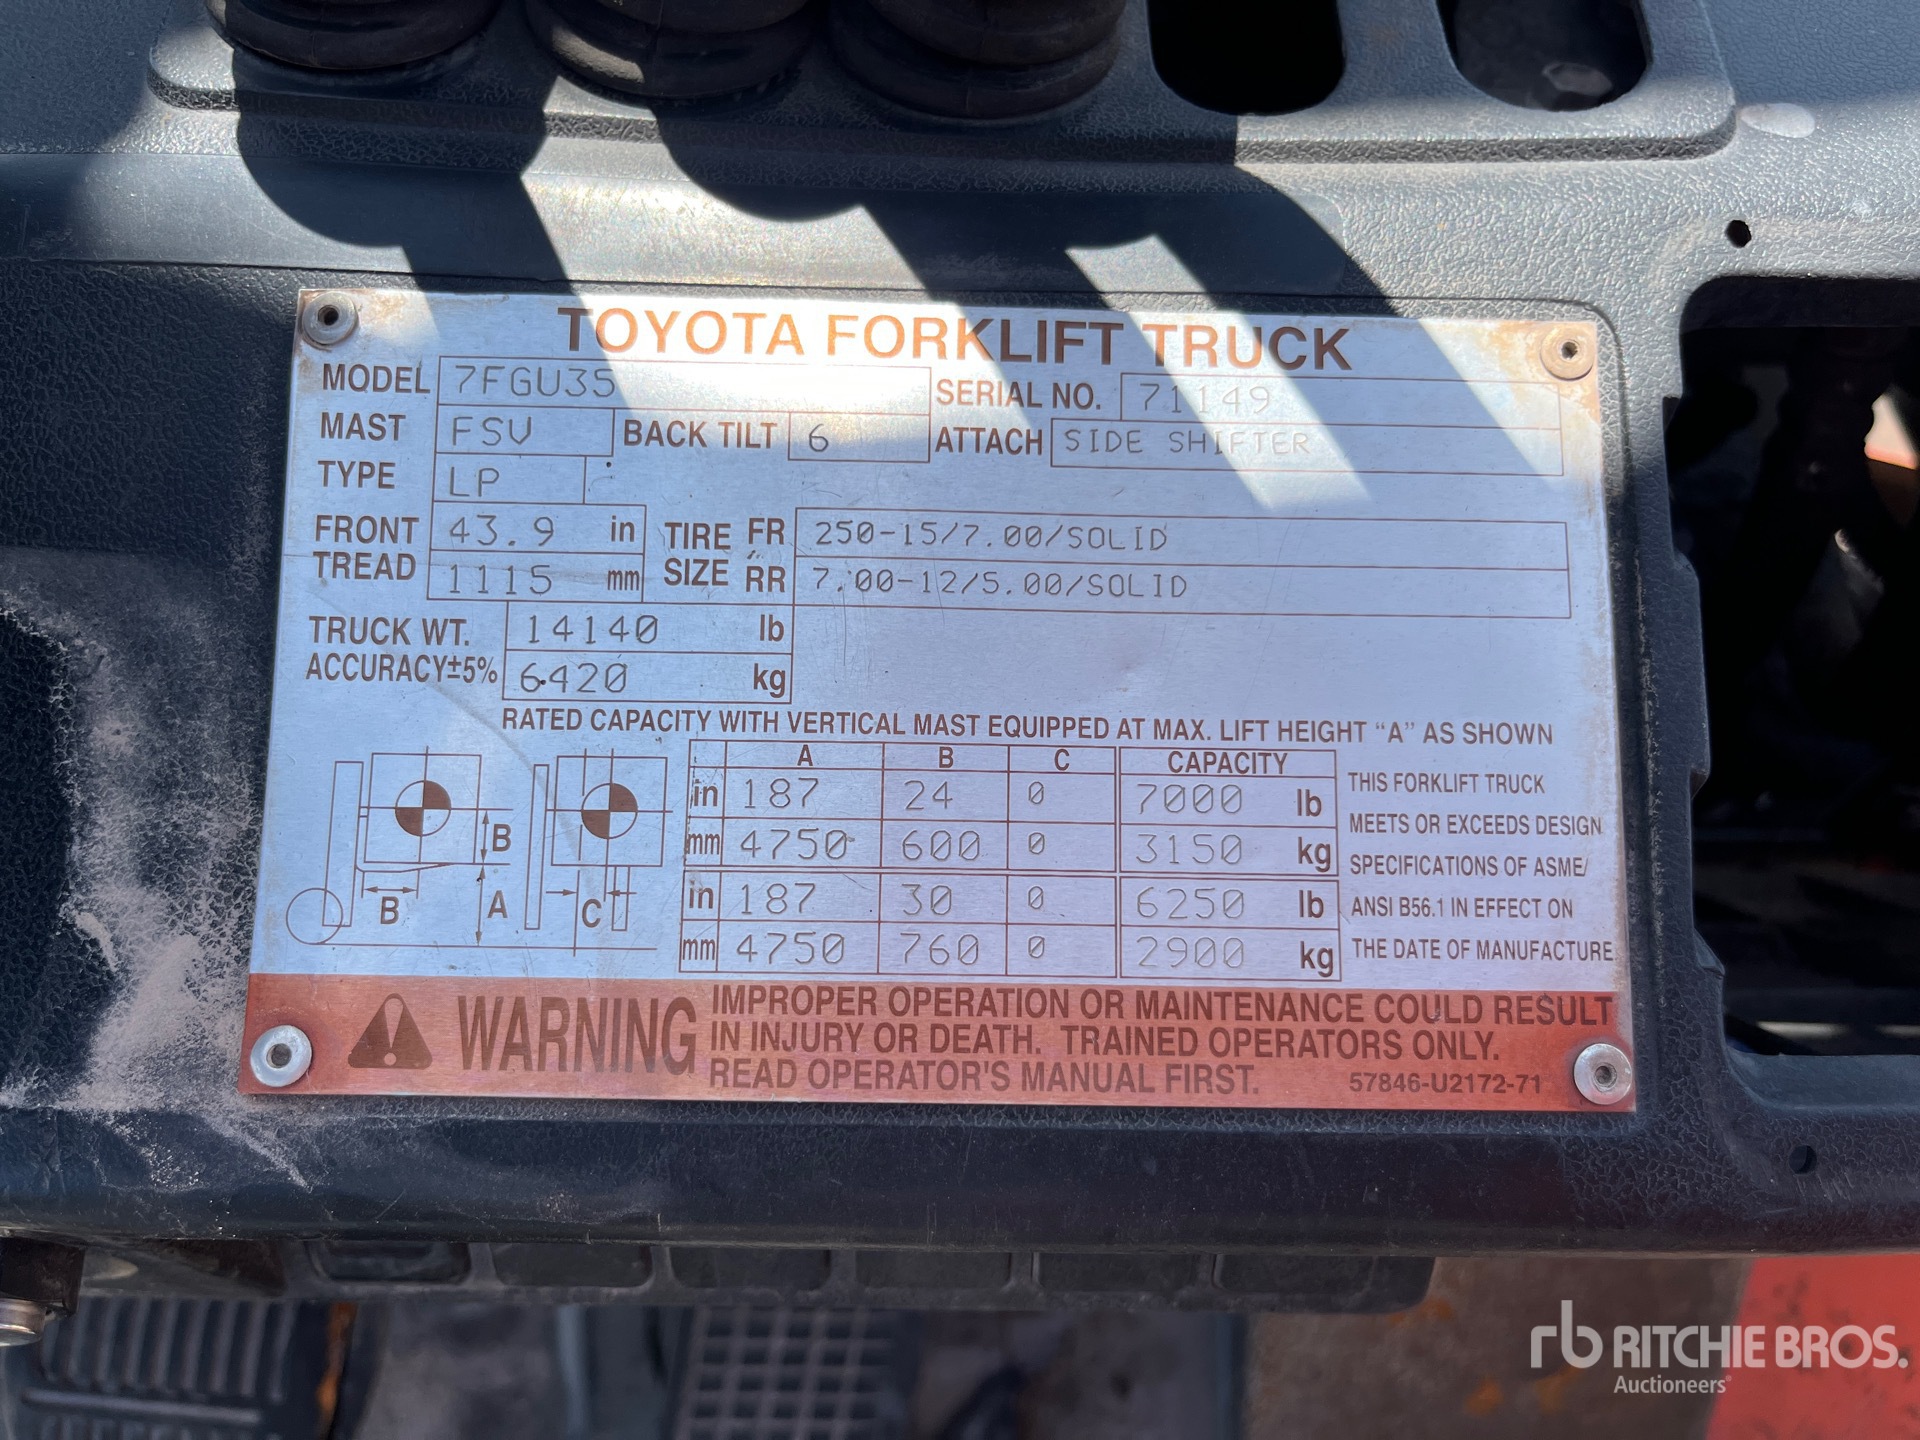 TOYOTA FORKLIFT TRUCK
MODEL 7FGU35 SERIAL NO. 71149
MAST FSV BACK TILT 6 ATTACH SIDE SHIFTER
TYPE LP
FRONT TREAD 43.9 in TIRE SIZE FR 250-15/7.00/SOLID
1115 mm RR 7.00-12/5.00/SOLID
TRUCK WT. 14140 lb
ACCURACY±5% 6420 kg
RATED CAPACITY WITH VERTICAL MAST EQUIPPED AT MAX. LIFT HEIGHT "A" AS SHOWN
A B C CAPACITY
in 187 24 0 7000 lb
mm 4750 600 0 3150 kg
in 187 30 0 6250 lb
mm 4750 760 0 2900 kg
B
B A C
THIS FORKLIFT TRUCK
MEETS OR EXCEEDS DESIGN
SPECIFICATIONS OF ASME/
ANSI B56.1 IN EFFECT ON
THE DATE OF MANUFACTURE
WARNING
IMPROPER OPERATION OR MAINTENANCE COULD RESULT
IN INJURY OR DEATH. TRAINED OPERATORS ONLY.
READ OPERATOR'S MANUAL FIRST. 57846-U2172-71
rb RITCHIE BROS.
Auctioneers